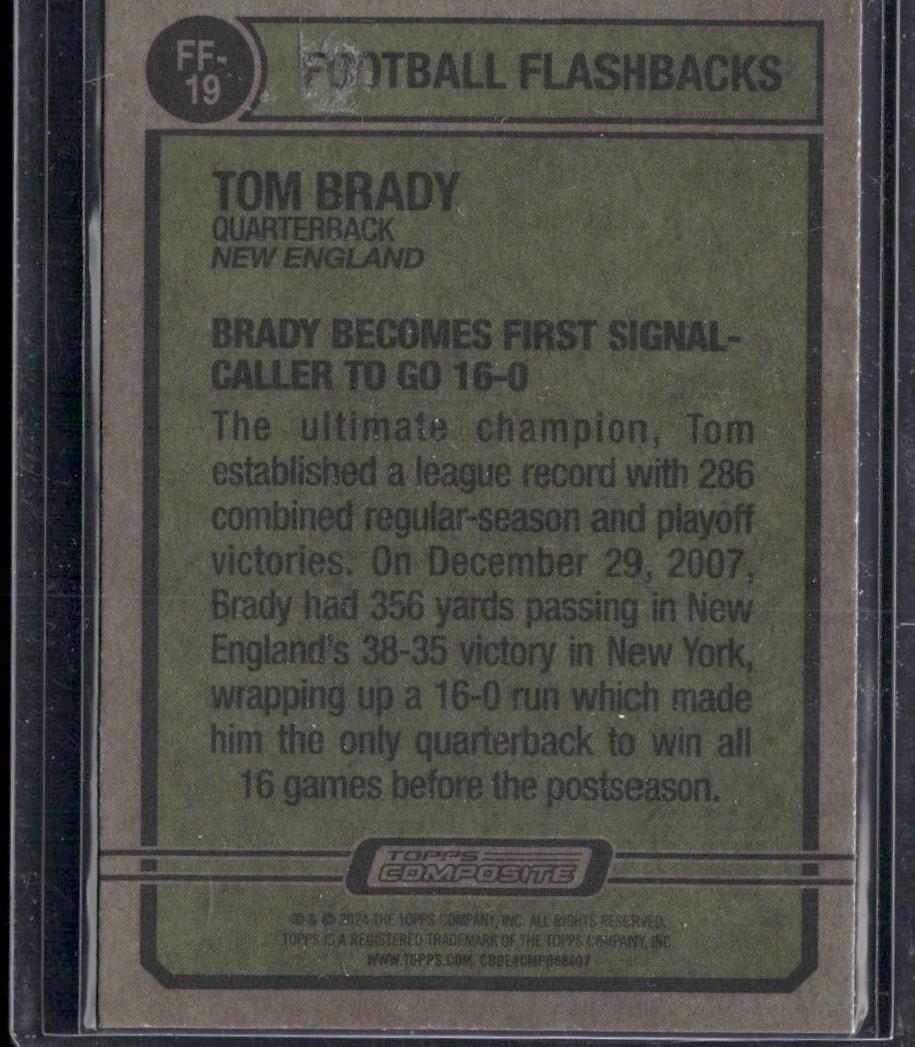 FF-
19
FOOTBALL FLASHBACKS
TOM BRADY
QUARTERBACK
NEW ENGLAND
BRADY BECOMES FIRST SIGNAL-
CALLER TO GO 16-0
The ultimate champion, Tom
established a league record with 286
combined regular-season and playoff
victories. On December 29, 2007,
Brady had 356 yards passing in New
England's 38-35 victory in New York,
wrapping up a 16-0 run which made
him the only quarterback to win all
16 games before the postseason.
TOPPS
COMPOSITE
© & © 2024 THE TOPPS COMPANY, INC. ALL RIGHTS RESERVED.
TOPPS IS A REGISTERED TRADEMARK OF THE TOPPS COMPANY, INC.
WWW.TOPPS.COM. CODE#CMP088607